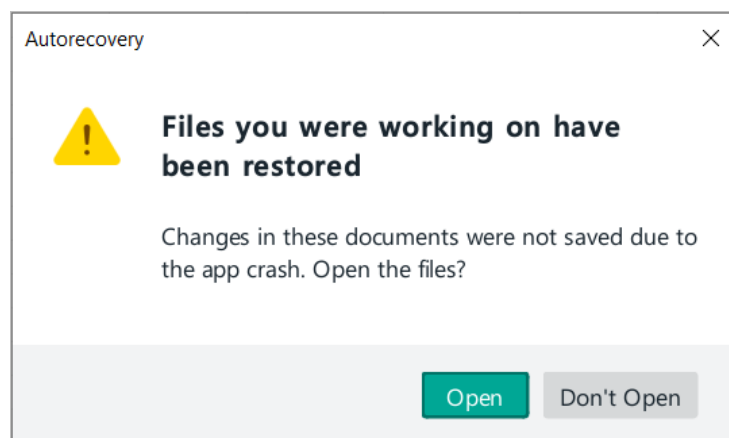 Autorecovery
Files you were working on have
been restored
Changes in these documents were not saved due to
the app crash. Open the files?
Open
Don't Open